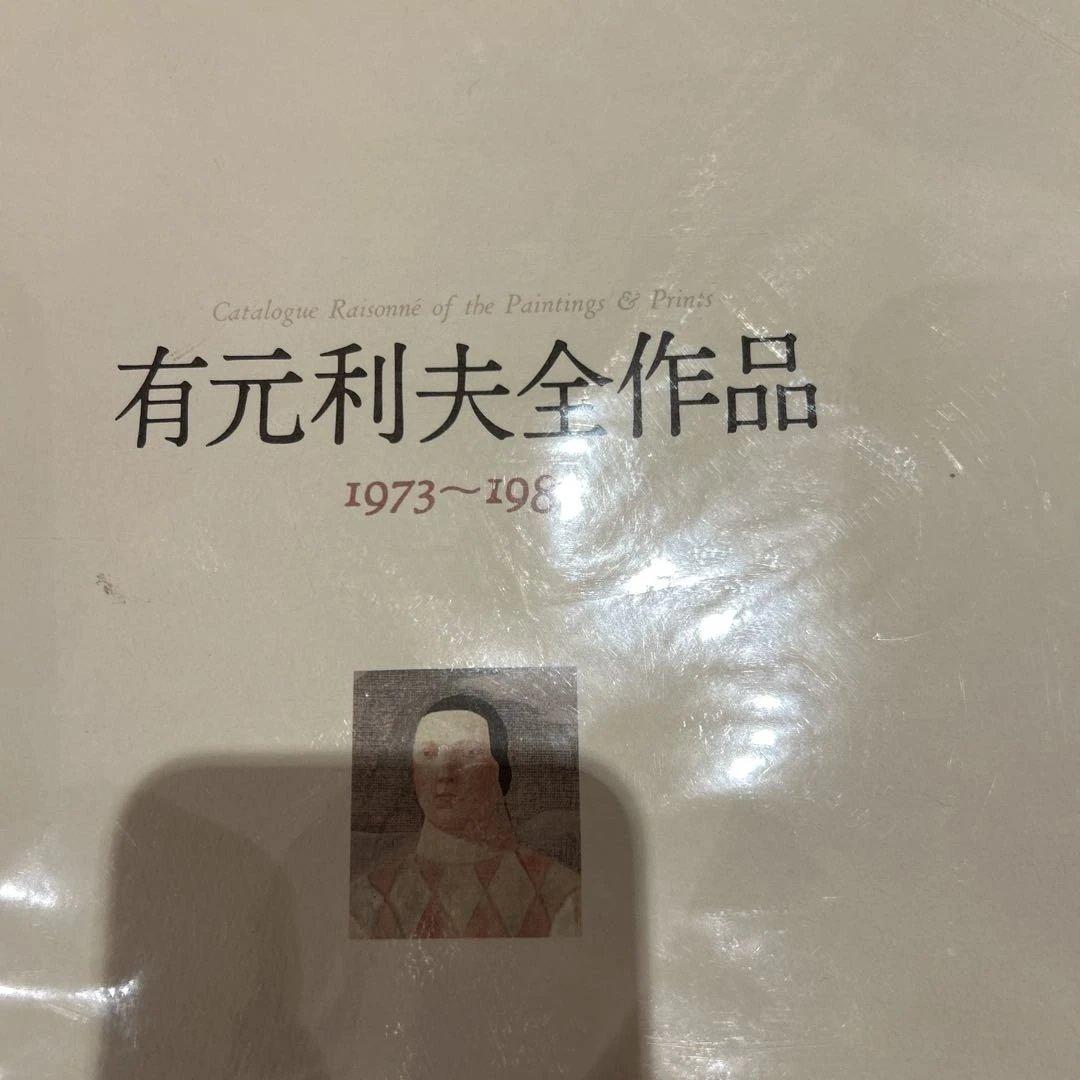 Catalogue Raisonné of the Paintings & Prints
有元利夫全作品
1973〜198